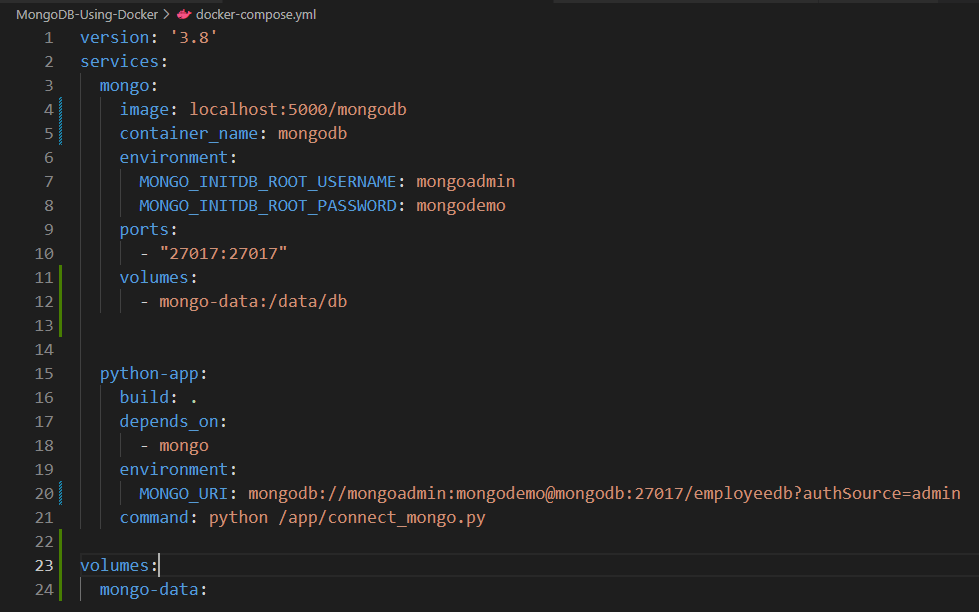 MongoDB-Using-Docker > docker-compose.yml
1 version: '3.8'
2 services:
3   mongo:
4     image: localhost:5000/mongodb
5     container_name: mongodb
6     environment:
7       MONGO_INITDB_ROOT_USERNAME: mongoadmin
8       MONGO_INITDB_ROOT_PASSWORD: mongodemo
9     ports:
10       - "27017:27017"
11     volumes:
12       - mongo-data:/data/db
13
14
15   python-app:
16     build: .
17     depends_on:
18       - mongo
19     environment:
20       MONGO_URI: mongodb://mongoadmin:mongodemo@mongodb:27017/employeedb?authSource=admin
21     command: python /app/connect_mongo.py
22
23 volumes:
24   mongo-data: